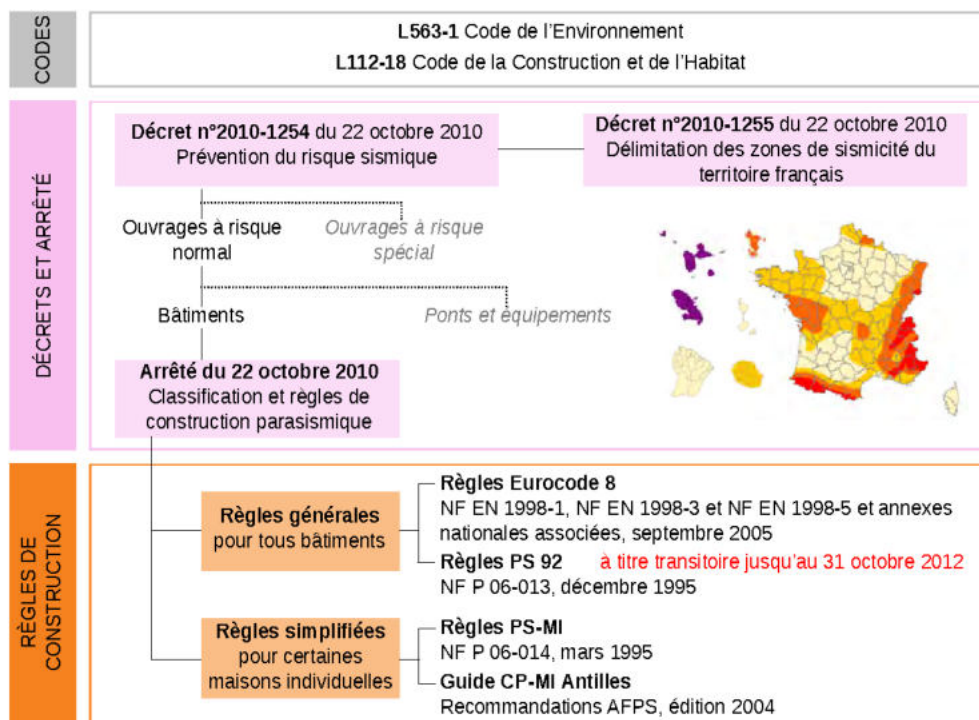 CODES
L563-1 Code de l'Environnement
L112-18 Code de la Construction et de l'Habitat
DÉCRETS ET ARRÊTÉ
Décret n°2010-1254 du 22 octobre 2010
Prévention du risque sismique
Décret n°2010-1255 du 22 octobre 2010
Délimitation des zones de sismicité du
territoire français
Ouvrages à risque
normal
Ouvrages à risque
spécial
Bâtiments
Ponts et équipements
Arrêté du 22 octobre 2010
Classification et règles de
construction parasismique
RÈGLES DE
CONSTRUCTION
Règles générales
pour tous bâtiments
Règles Eurocode 8
NF EN 1998-1, NF EN 1998-3 et NF EN 1998-5 et annexes
nationales associées, septembre 2005
Règles PS 92 à titre transitoire jusqu'au 31 octobre 2012
NF P 06-013, décembre 1995
Règles simplifiées
pour certaines
maisons individuelles
Règles PS-MI
NF P 06-014, mars 1995
Guide CP-MI Antilles
Recommandations AFPS, édition 2004